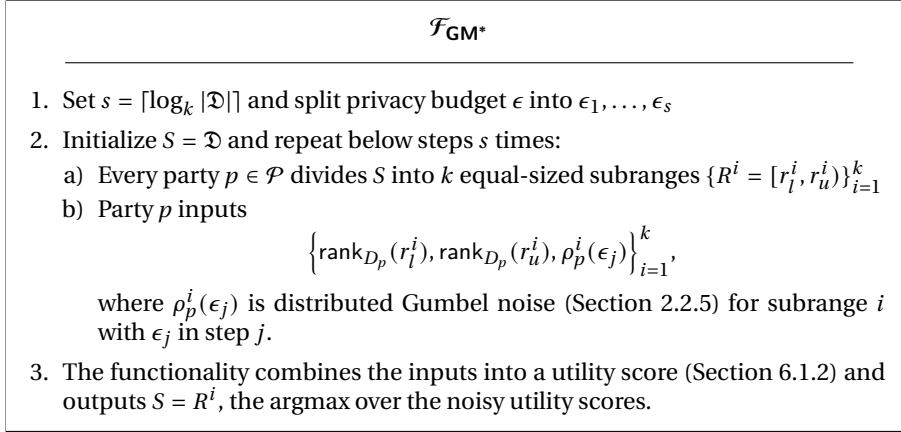 ℱ_GM*
1. Set s = ⌈log_k |𝔇|⌉ and split privacy budget ϵ into ϵ_1, …, ϵ_s
2. Initialize S = 𝔇 and repeat below steps s times:
a) Every party p ∈ 𝒫 divides S into k equal-sized subranges {R^i = [r_l^i, r_u^i)}_{i=1}^k
b) Party p inputs
{rank_{D_p}(r_l^i), rank_{D_p}(r_u^i), ρ_p^i(ϵ_j)}_{i=1}^k,
where ρ_p^i(ϵ_j) is distributed Gumbel noise (Section 2.2.5) for subrange i
with ϵ_j in step j.
3. The functionality combines the inputs into a utility score (Section 6.1.2) and
outputs S = R^i, the argmax over the noisy utility scores.